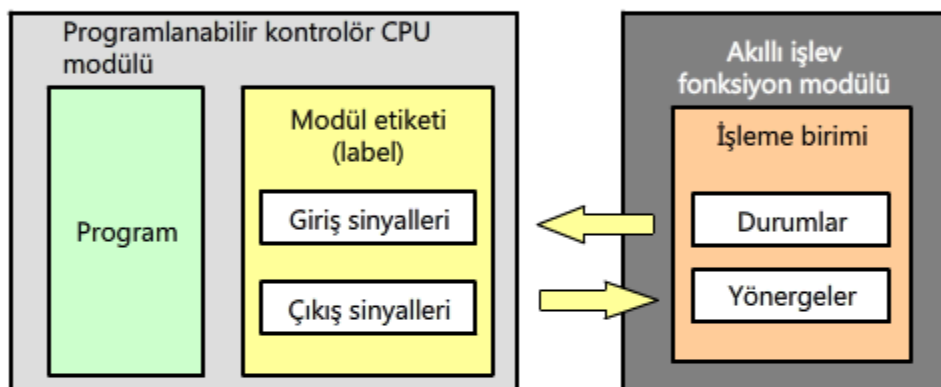 Programlanabilir kontrolör CPU
modülü
Program
Modül etiketi
(label)
Giriş sinyalleri
Çıkış sinyalleri
Akıllı işlev
fonksiyon modülü
İşleme birimi
Durumlar
Yönergeler